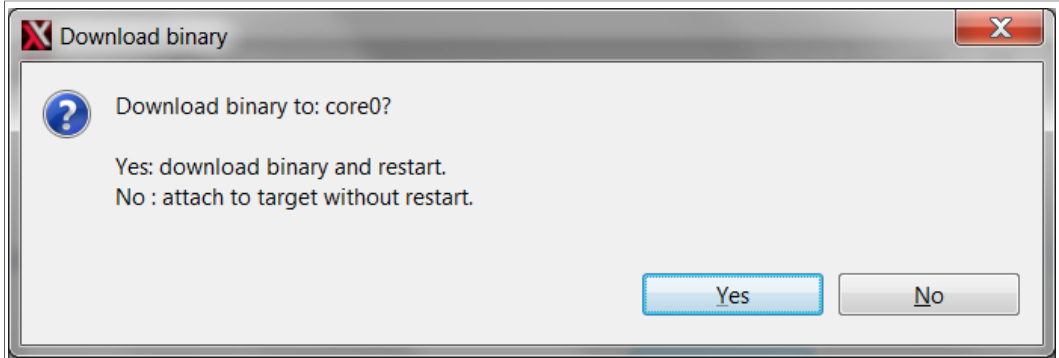 Download binary
Download binary to: core0?
Yes: download binary and restart.
No : attach to target without restart.
Yes
No